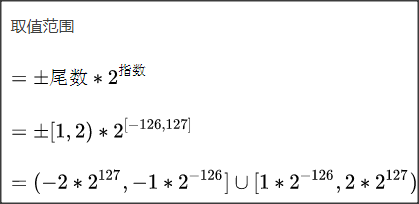 取值范围
= ±尾数 * 2^指数
= ±[1, 2) * 2^[−126,127]
= (−2 * 2^127, −1 * 2^−126] ∪ [1 * 2^−126, 2 * 2^127)